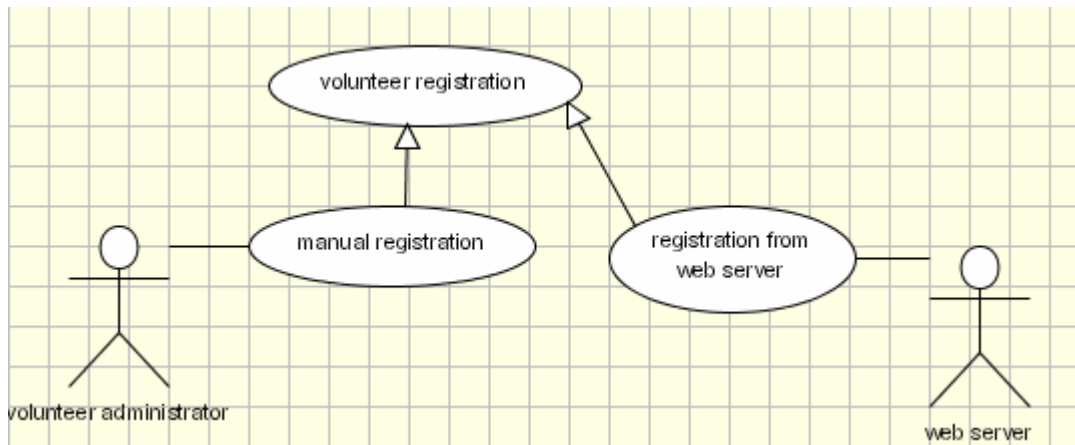 volunteer registration
manual registration
registration from
web server
volunteer administrator
web server